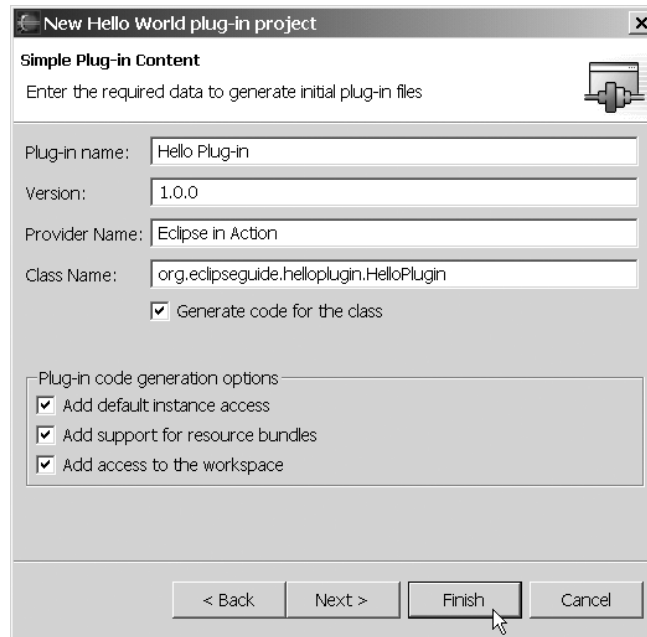 New Hello World plug-in project
Simple Plug-in Content
Enter the required data to generate initial plug-in files
Plug-in name: Hello Plug-in
Version: 1.0.0
Provider Name: Eclipse in Action
Class Name: org.eclipseguide.helloplugin.HelloPlugin
Generate code for the class
Plug-in code generation options
Add default instance access
Add support for resource bundles
Add access to the workspace
< Back Next > Finish Cancel